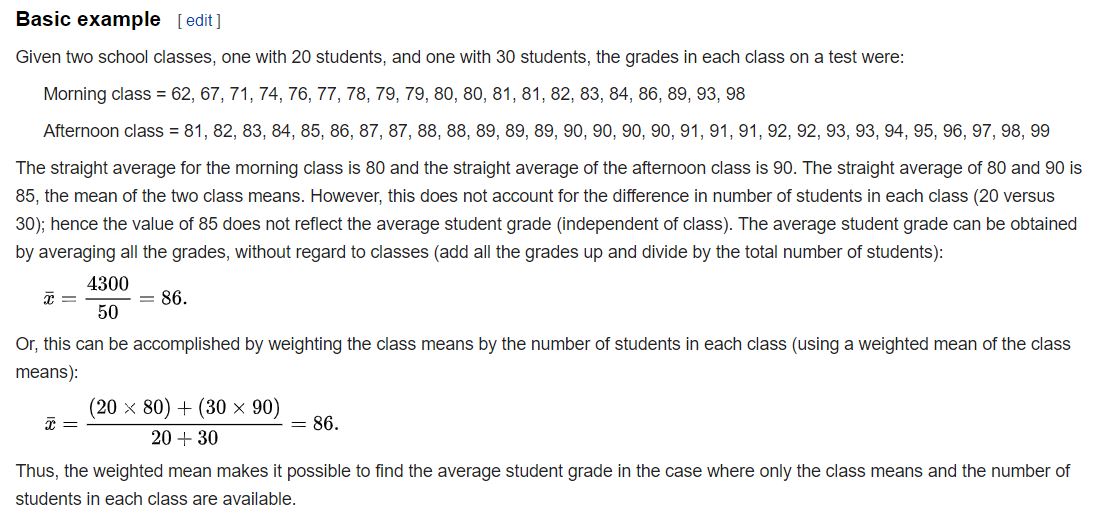 Basic example [ edit ]
Given two school classes, one with 20 students, and one with 30 students, the grades in each class on a test were:
Morning class = 62, 67, 71, 74, 76, 77, 78, 79, 79, 80, 80, 81, 81, 82, 83, 84, 86, 89, 93, 98
Afternoon class = 81, 82, 83, 84, 85, 86, 87, 87, 88, 88, 89, 89, 89, 90, 90, 90, 90, 91, 91, 91, 92, 92, 93, 93, 94, 95, 96, 97, 98, 99
The straight average for the morning class is 80 and the straight average of the afternoon class is 90. The straight average of 80 and 90 is
85, the mean of the two class means. However, this does not account for the difference in number of students in each class (20 versus
30); hence the value of 85 does not reflect the average student grade (independent of class). The average student grade can be obtained
by averaging all the grades, without regard to classes (add all the grades up and divide by the total number of students):
x̄ = 4300 / 50 = 86.
Or, this can be accomplished by weighting the class means by the number of students in each class (using a weighted mean of the class
means):
x̄ = (20 × 80) + (30 × 90) / 20 + 30 = 86.
Thus, the weighted mean makes it possible to find the average student grade in the case where only the class means and the number of
students in each class are available.